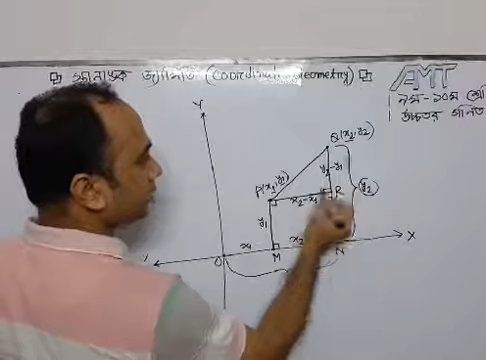 স্থানাঙ্ক জ্যামিতি (Coordinate Geometry)
AMT
নবম-১০ম শ্রেণি
উচ্চতর গণিত
Y
Q(x₂, y₂)
P(x₁, y₁)
y₂-y₁
x₂-x₁
R
y₂
y₁
x₁
x₂
O
M
N
X